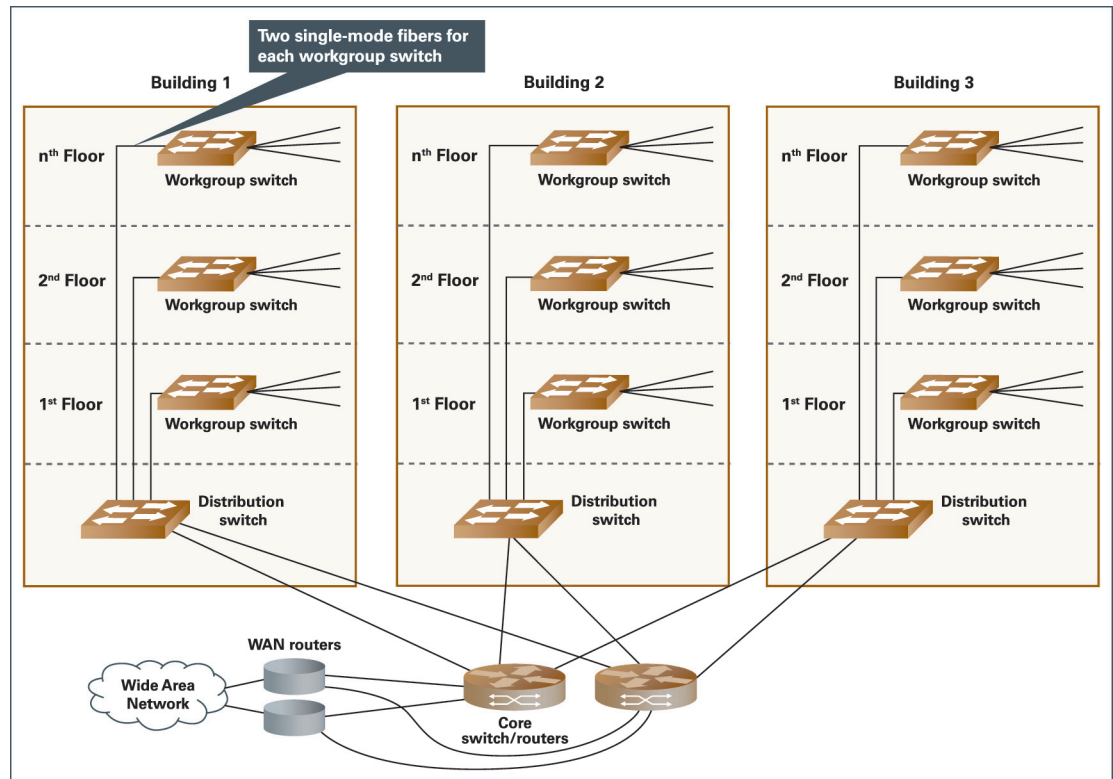 Two single-mode fibers for
each workgroup switch
Building 1
Building 2
Building 3
nth Floor
Workgroup switch
2nd Floor
Workgroup switch
1st Floor
Workgroup switch
Distribution
switch
nth Floor
Workgroup switch
2nd Floor
Workgroup switch
1st Floor
Workgroup switch
Distribution
switch
nth Floor
Workgroup switch
2nd Floor
Workgroup switch
1st Floor
Workgroup switch
Distribution
switch
WAN routers
Wide Area
Network
Core
switch/routers